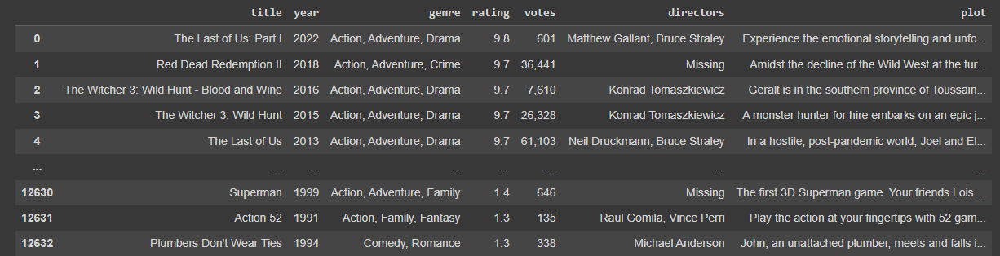 title year genre rating votes directors plot
0 The Last of Us: Part I 2022 Action, Adventure, Drama 9.8 601 Matthew Gallant, Bruce Straley Experience the emotional storytelling and unfo...
1 Red Dead Redemption II 2018 Action, Adventure, Crime 9.7 36,441 Missing Amidst the decline of the Wild West at the tur...
2 The Witcher 3: Wild Hunt - Blood and Wine 2016 Action, Adventure, Drama 9.7 7,610 Konrad Tomaszkiewicz Geralt is in the southern province of Toussain...
3 The Witcher 3: Wild Hunt 2015 Action, Adventure, Drama 9.7 26,328 Konrad Tomaszkiewicz A monster hunter for hire embarks on an epic j...
4 The Last of Us 2013 Action, Adventure, Drama 9.7 61,103 Neil Druckmann, Bruce Straley In a hostile, post-pandemic world, Joel and El...
... ... ... ... ... ... ... ...
12630 Superman 1999 Action, Adventure, Family 1.4 646 Missing The first 3D Superman game. Your friends Lois ...
12631 Action 52 1991 Action, Family, Fantasy 1.3 135 Raul Gomila, Vince Perri Play the action at your fingertips with 52 gam...
12632 Plumbers Don't Wear Ties 1994 Comedy, Romance 1.3 338 Michael Anderson John, an unattached plumber, meets and falls i...